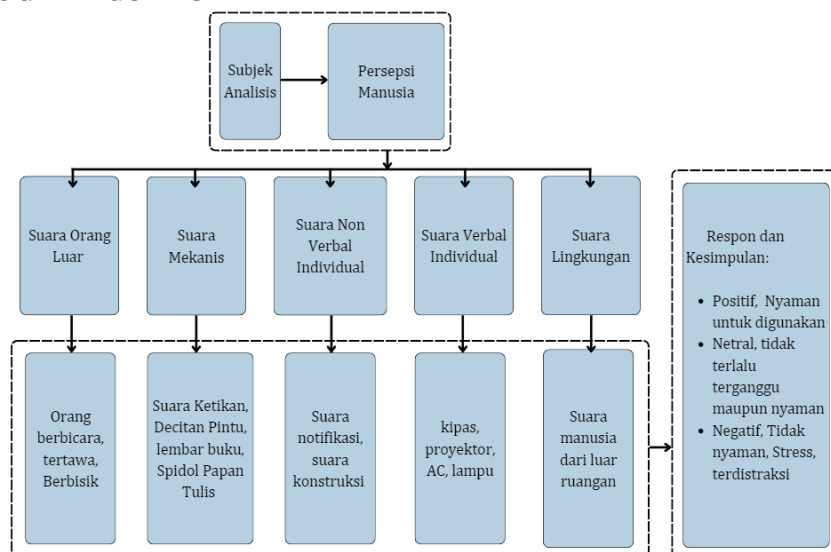 Subjek
Analisis
Persepsi
Manusia
Suara Orang
Luar
Suara
Mekanis
Suara Non
Verbal
Individual
Suara Verbal
Individual
Suara
Lingkungan
Orang
berbicara,
tertawa,
Berbisik
Suara Ketikan,
Decitan Pintu,
lembar buku,
Spidol Papan
Tulis
Suara
notifikasi,
suara
konstruksi
kipas,
proyektor,
AC, lampu
Suara
manusia
dari luar
ruangan
Respon dan
Kesimpulan:
• Positif, Nyaman
untuk digunakan
• Netral, tidak
terlalu
terganggu
maupun nyaman
• Negatif, Tidak
nyaman, Stress,
terdistraksi